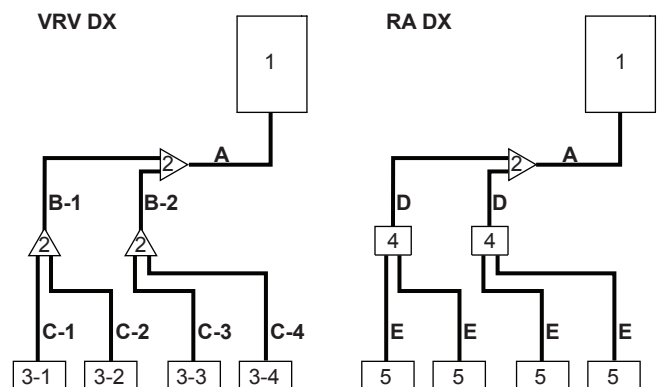 VRV DX RA DX
1 1
2 A 2 A
B-1 B-2 D D
2 2 4 4
C-1 C-2 C-3 C-4 E E E E
3-1 3-2 3-3 3-4 5 5 5 5